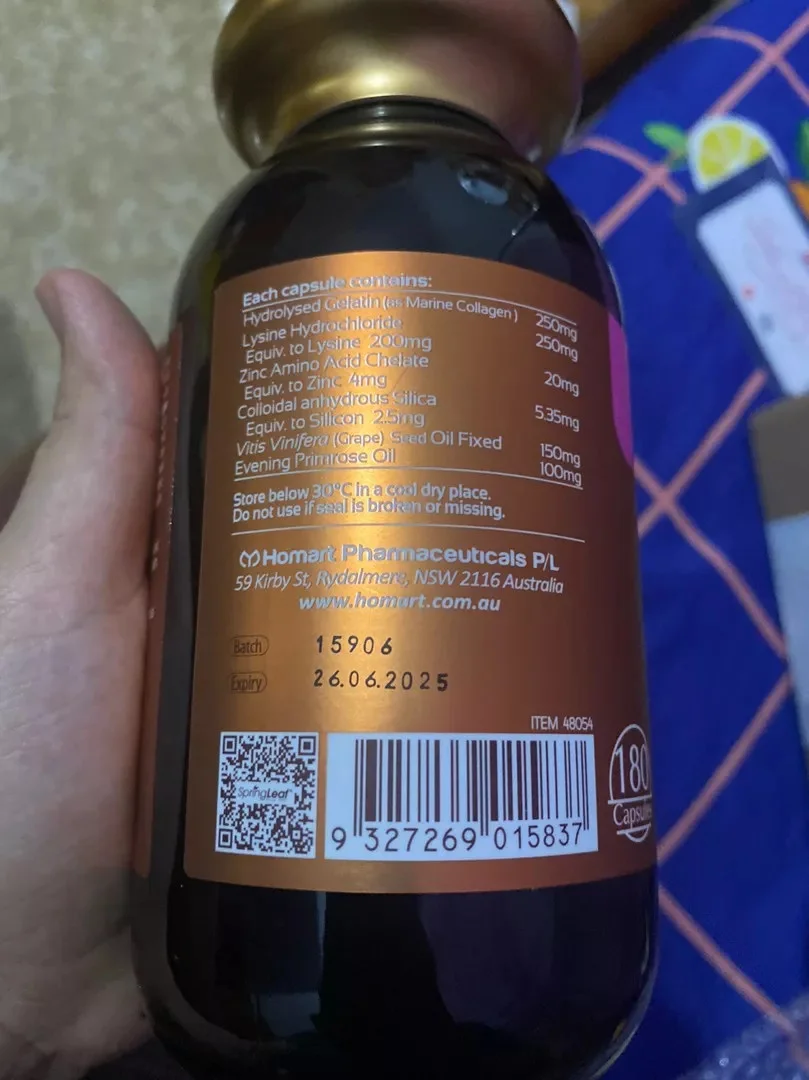 Each capsule contains:
Hydrolysed Gelatin (as Marine Collagen) 250mg
Lysine Hydrochloride 250mg
Equiv. to Lysine 200mg
Zinc Amino Acid Chelate 20mg
Equiv. to Zinc 4mg
Colloidal anhydrous Silica 5.35mg
Equiv. to Silicon 2.5mg
Vitis Vinifera (Grape) Seed Oil Fixed 150mg
Evening Primrose Oil 100mg
Store below 30°C in a cool dry place.
Do not use if seal is broken or missing.
Homart Pharmaceuticals P/L
59 Kirby St, Rydalmere, NSW 2116 Australia
www.homart.com.au
Batch 15906
Expiry 26.06.2025
ITEM 48054
SpringLeaf
9 327269 015837
180
Capsules